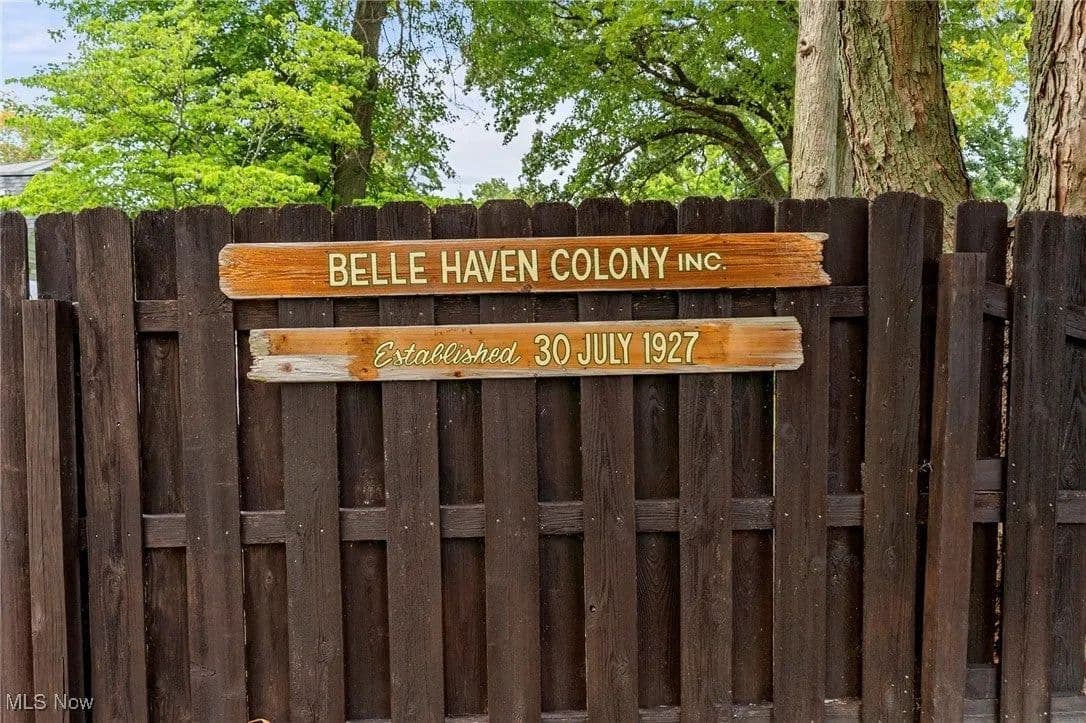 BELLE HAVEN COLONY INC.
Established 30 JULY 1927
MLS Now